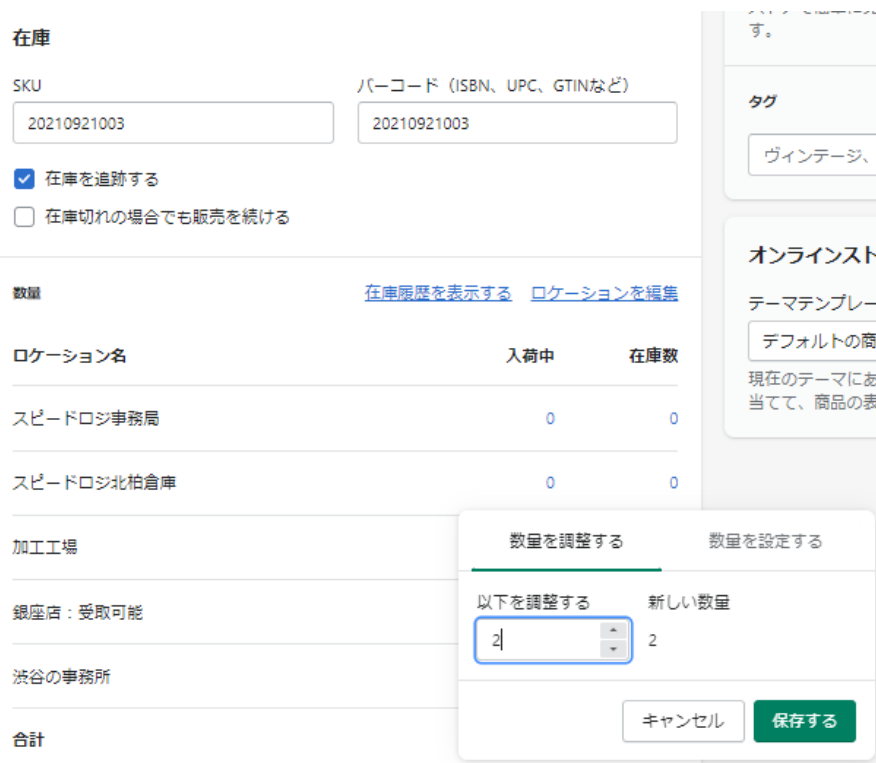 在庫
SKU
バーコード（ISBN、UPC、GTINなど）
20210921003
20210921003
在庫を追跡する
在庫切れの場合でも販売を続ける
数量
在庫履歴を表示する
ロケーションを編集
ロケーション名
入荷中
在庫数
スピードロジ事務局
0
0
スピードロジ北柏倉庫
0
0
加工工場
銀座店：受取可能
渋谷の事務所
合計
数量を調整する
数量を設定する
以下を調整する
新しい数量
2
2
キャンセル
保存する
す。
タグ
ヴィンテージ、
オンラインスト
テーマテンプレー
デフォルトの商
現在のテーマにあ
当てて、商品の表